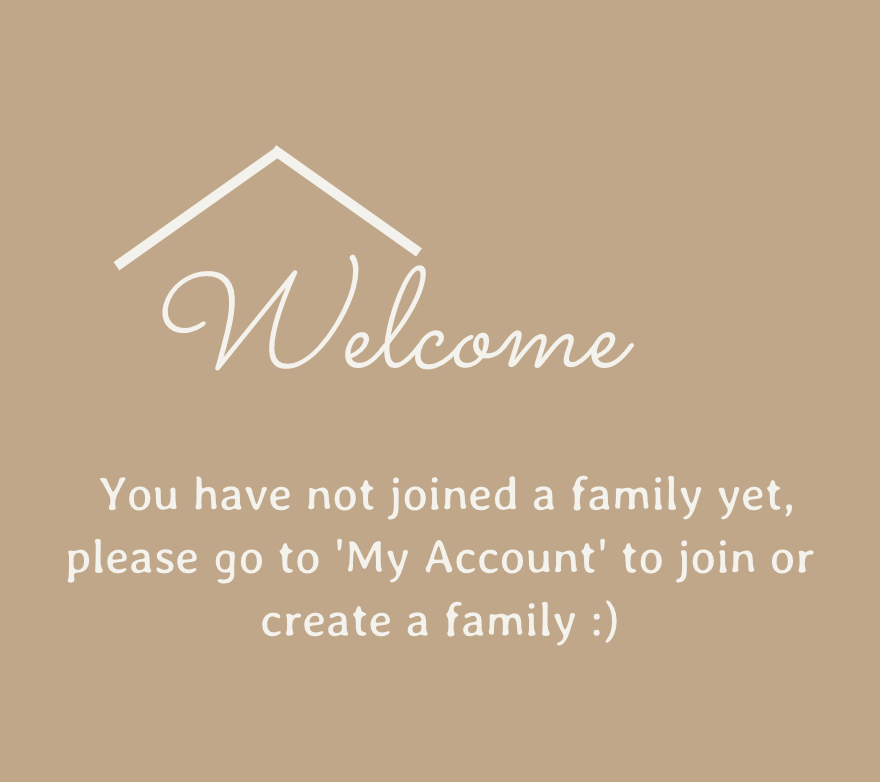 Welcome
You have not joined a family yet,
please go to 'My Account' to join or
create a family :)